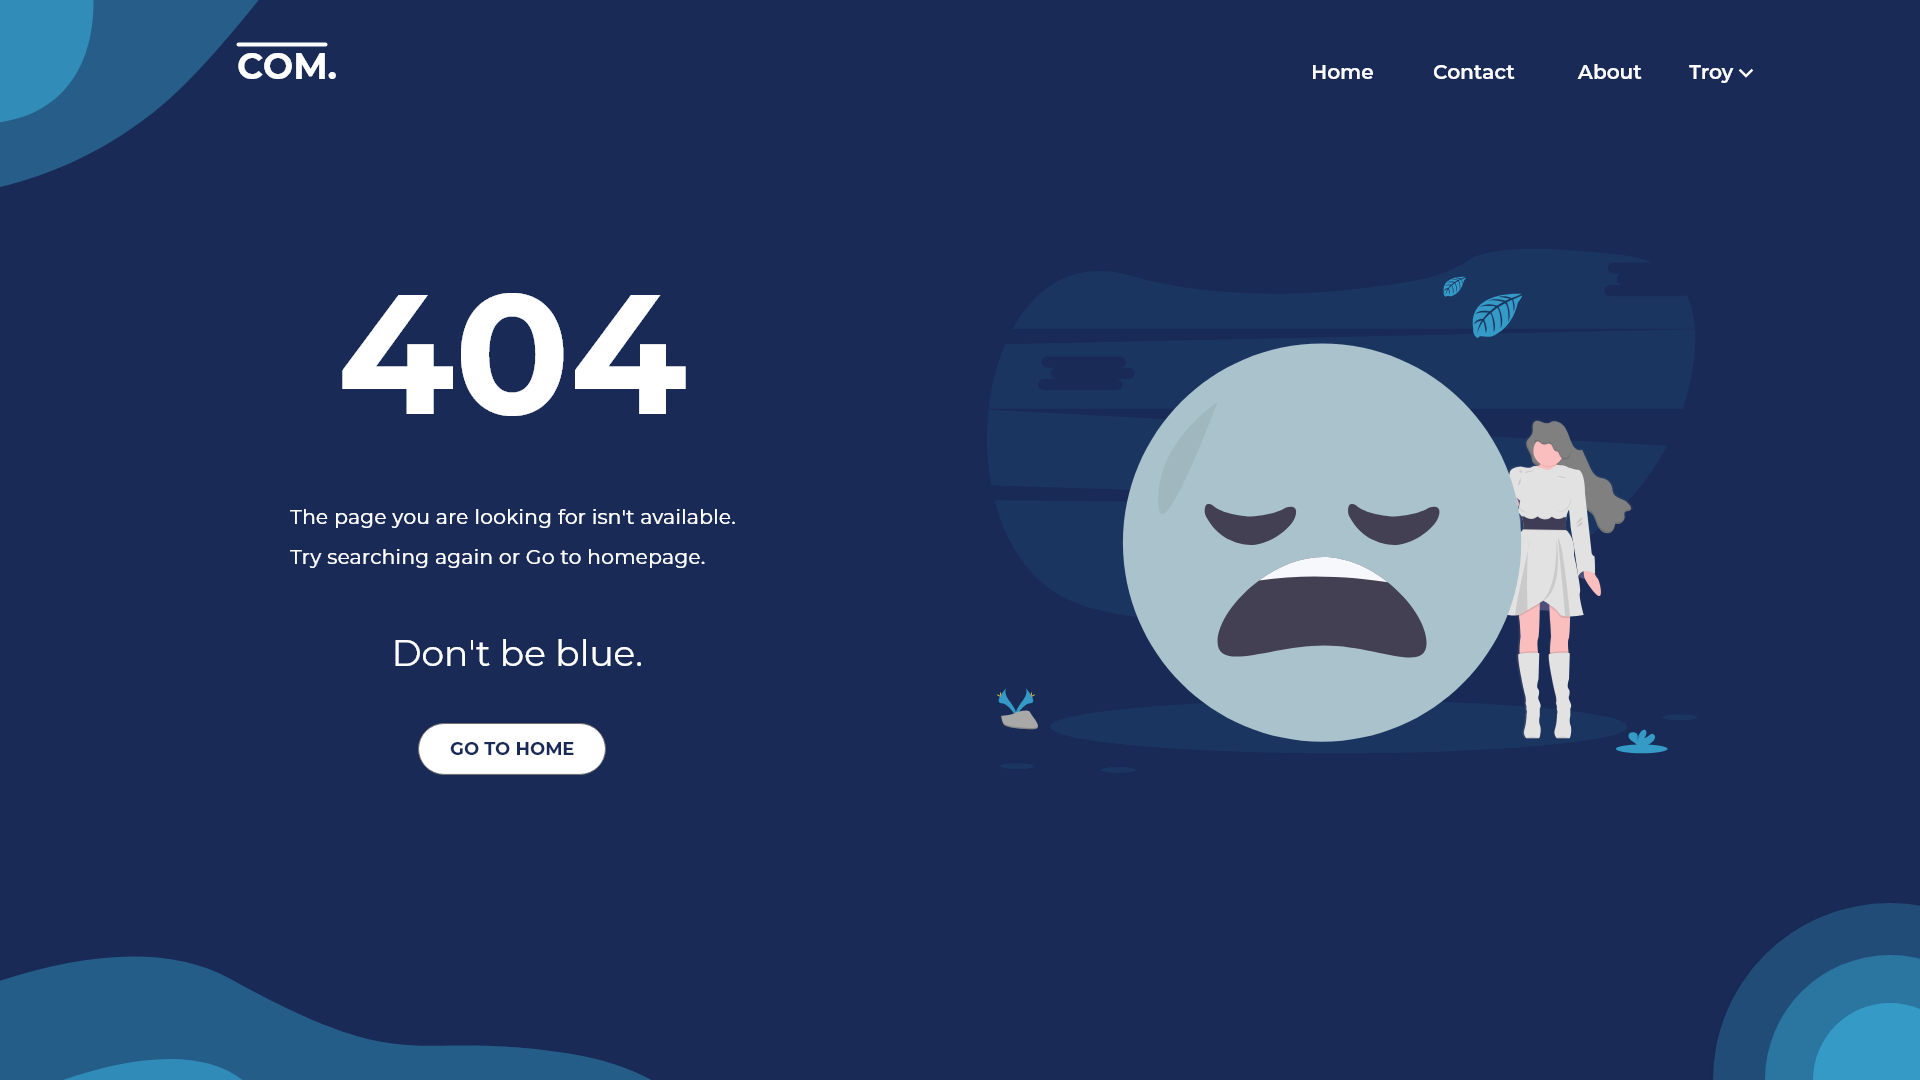 COM.
Home Contact About Troy
404
The page you are looking for isn't available.
Try searching again or Go to homepage.
Don't be blue.
GO TO HOME